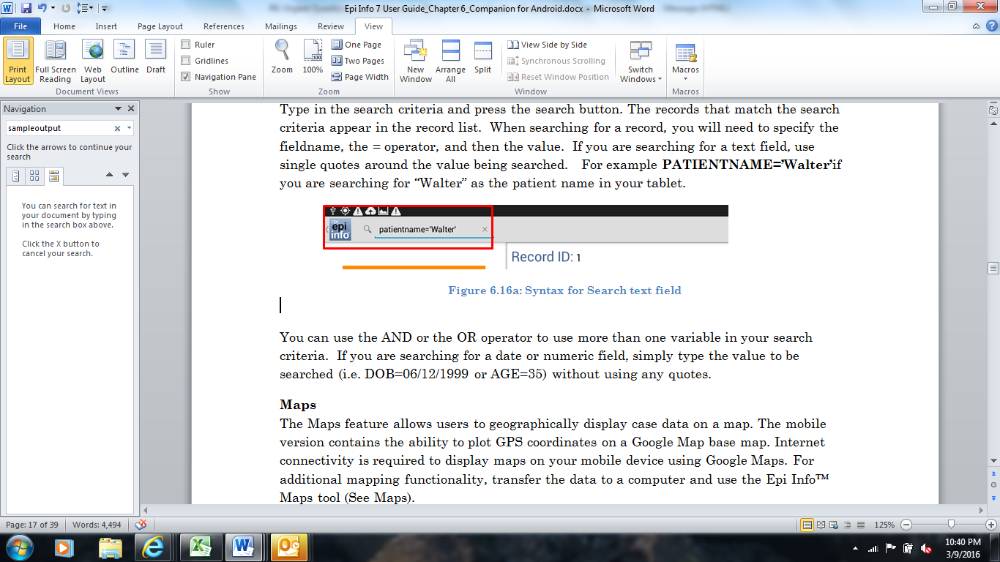 Epi Info 7 User Guide_Chapter 6_Companion for Android.docx - Microsoft Word
File Home Insert Page Layout References Mailings Review View
Print Layout
Full Screen Reading
Web Layout
Outline
Draft
Document Views
Ruler
Gridlines
Navigation Pane
Show
Zoom
100%
One Page
Two Pages
Page Width
Zoom
New Window
Arrange All
Split
View Side by Side
Synchronous Scrolling
Reset Window Position
Window
Switch Windows
Macros
Macros
Navigation
sampleoutput
Click the arrows to continue your
search
You can search for text in
your document by typing
in the search box above.
Click the X button to
cancel your search.
Type in the search criteria and press the search button. The records that match the search
criteria appear in the record list.  When searching for a record, you will need to specify the
fieldname, the = operator, and then the value.  If you are searching for a text field, use
single quotes around the value being searched.   For example PATIENTNAME=’Walter’if
you are searching for “Walter” as the patient name in your tablet.
epi info
patientname='Walter'
Record ID: 1
Figure 6.16a: Syntax for Search text field
You can use the AND or the OR operator to use more than one variable in your search
criteria.  If you are searching for a date or numeric field, simply type the value to be
searched (i.e. DOB=06/12/1999 or AGE=35) without using any quotes.
Maps
The Maps feature allows users to geographically display case data on a map. The mobile
version contains the ability to plot GPS coordinates on a Google Map base map. Internet
connectivity is required to display maps on your mobile device using Google Maps. For
additional mapping functionality, transfer the data to a computer and use the Epi Info™
Maps tool (See Maps).
Page: 17 of 39 Words: 4,494 125%
10:40 PM
3/9/2016